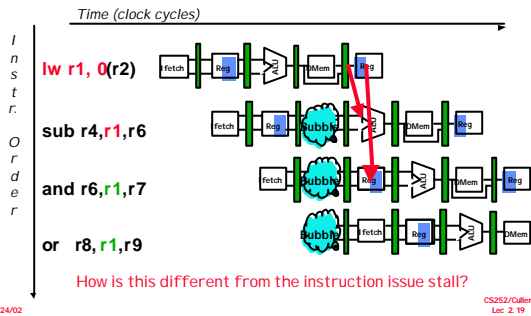 Time (clock cycles)
I
n
s
t
r.
O
r
d
e
r
lw r1, 0(r2)
Ifetch Reg ALU DMem Reg
sub r4,r1,r6
fetch Reg Bubble ALU DMem Reg
and r6,r1,r7
Ifetch Bubble Reg ALU DMem Reg
or r8,r1,r9
Bubble Ifetch Reg ALU DMem
How is this different from the instruction issue stall?
24/02
CS252/Culler
Lec 2.19